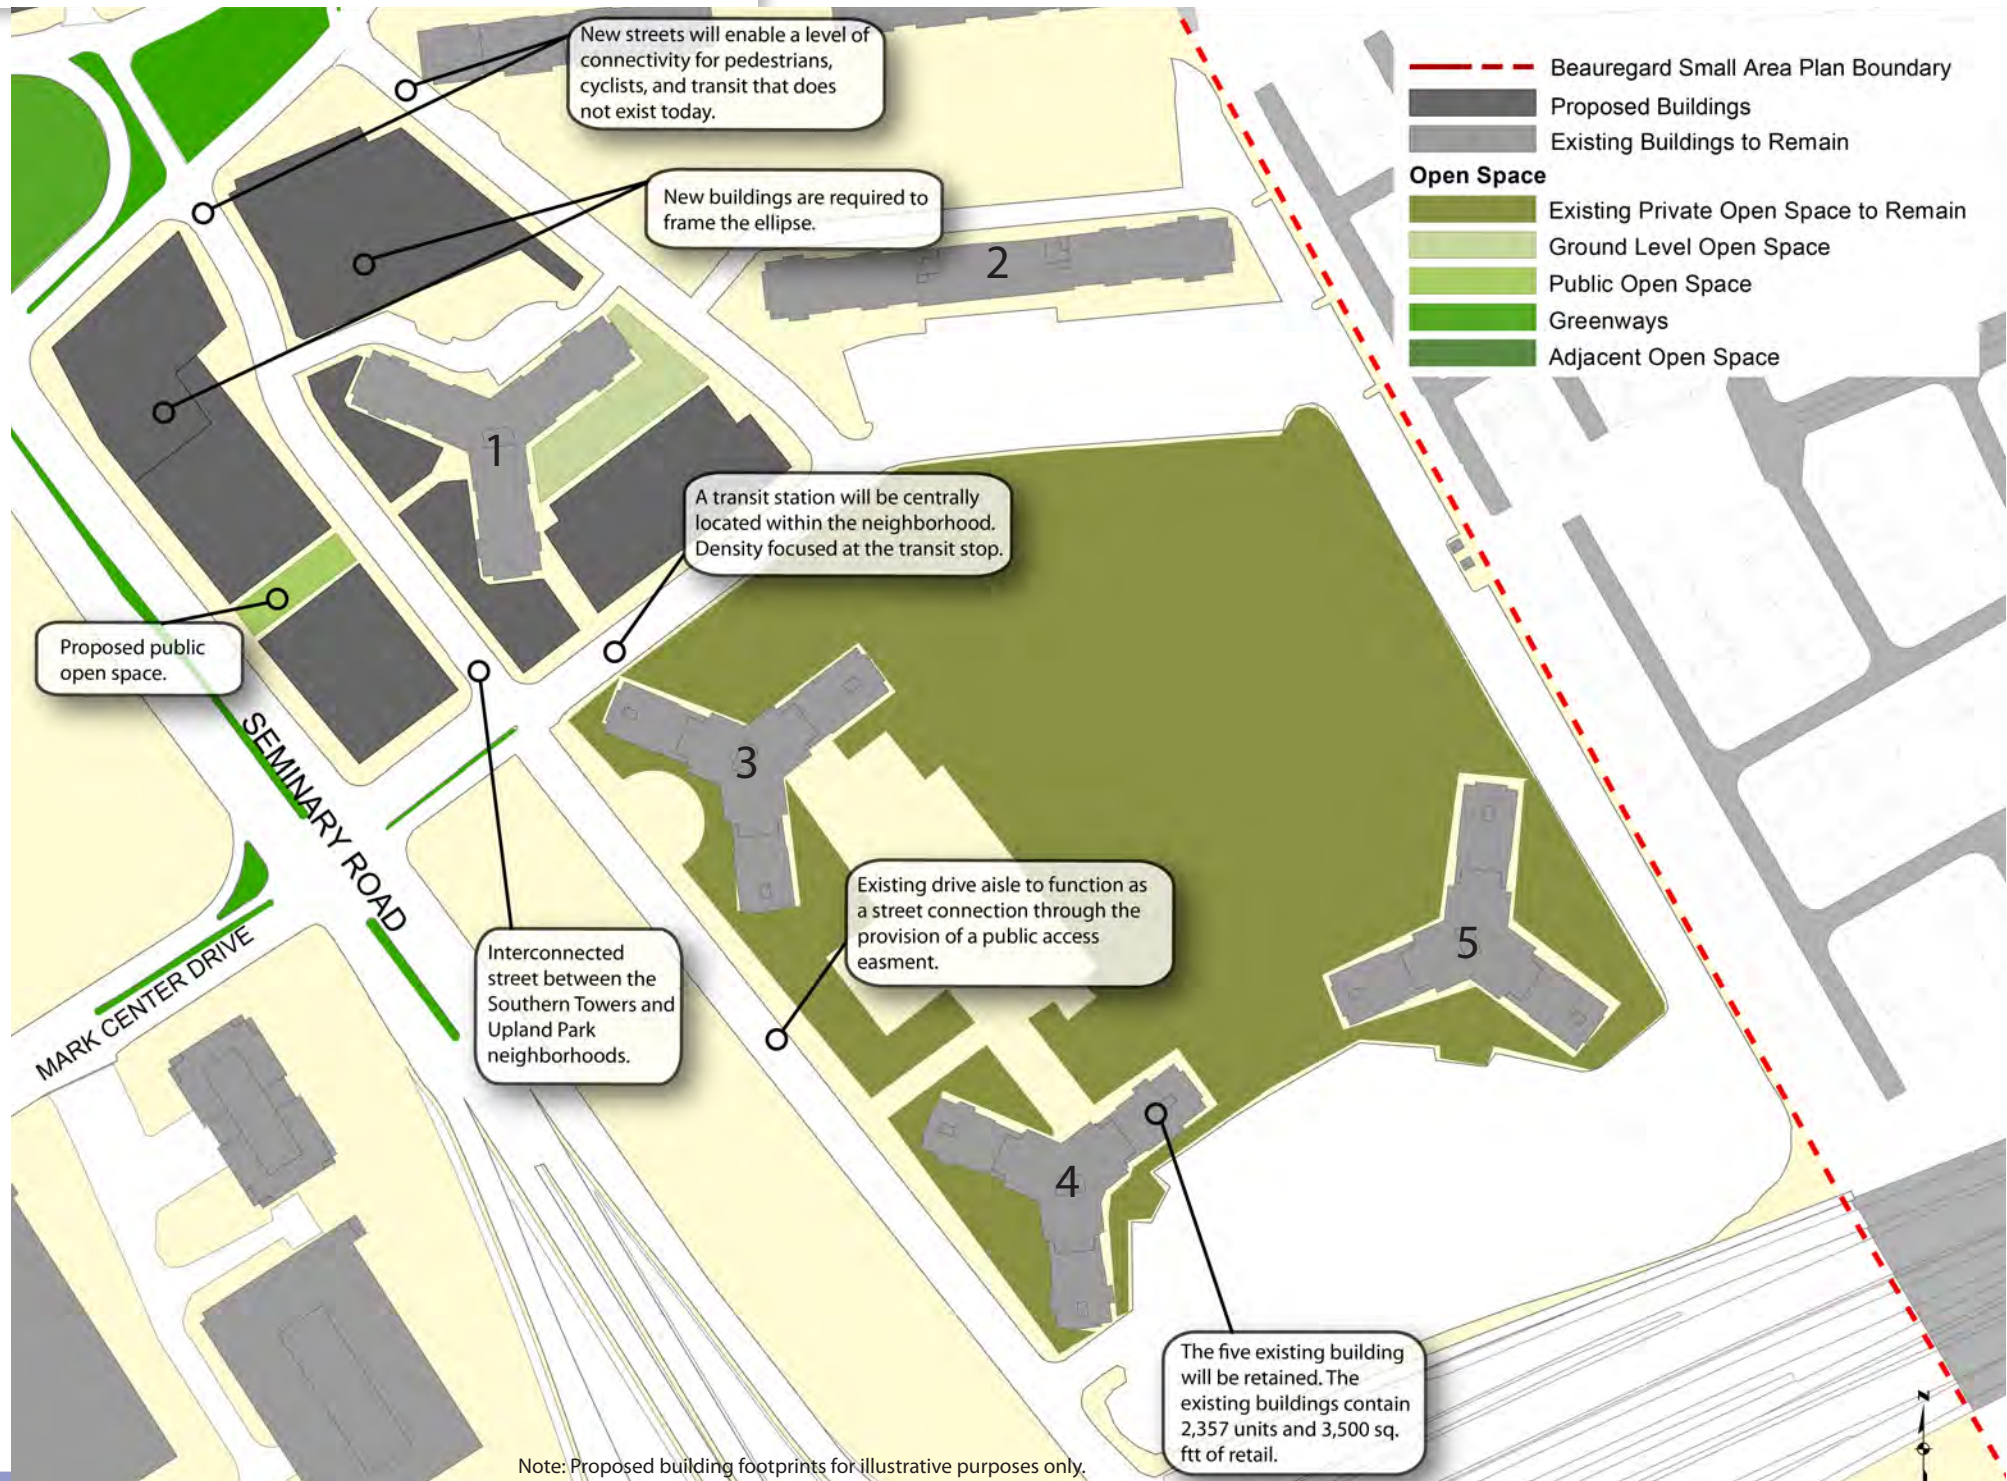 New streets will enable a level of
connectivity for pedestrians,
cyclists, and transit that does
not exist today.
New buildings are required to
frame the ellipse.
Beauregard Small Area Plan Boundary
Proposed Buildings
Existing Buildings to Remain
Open Space
Existing Private Open Space to Remain
Ground Level Open Space
Public Open Space
Greenways
Adjacent Open Space
2
1
A transit station will be centrally
located within the neighborhood.
Density focused at the transit stop.
Proposed public
open space.
SEMINARY ROAD
3
Existing drive aisle to function as
a street connection through the
provision of a public access
easment.
5
MARK CENTER DRIVE
Interconnected
street between the
Southern Towers and
Upland Park
neighborhoods.
4
The five existing building
will be retained. The
existing buildings contain
2,357 units and 3,500 sq.
ftt of retail.
N
Note: Proposed building footprints for illustrative purposes only.